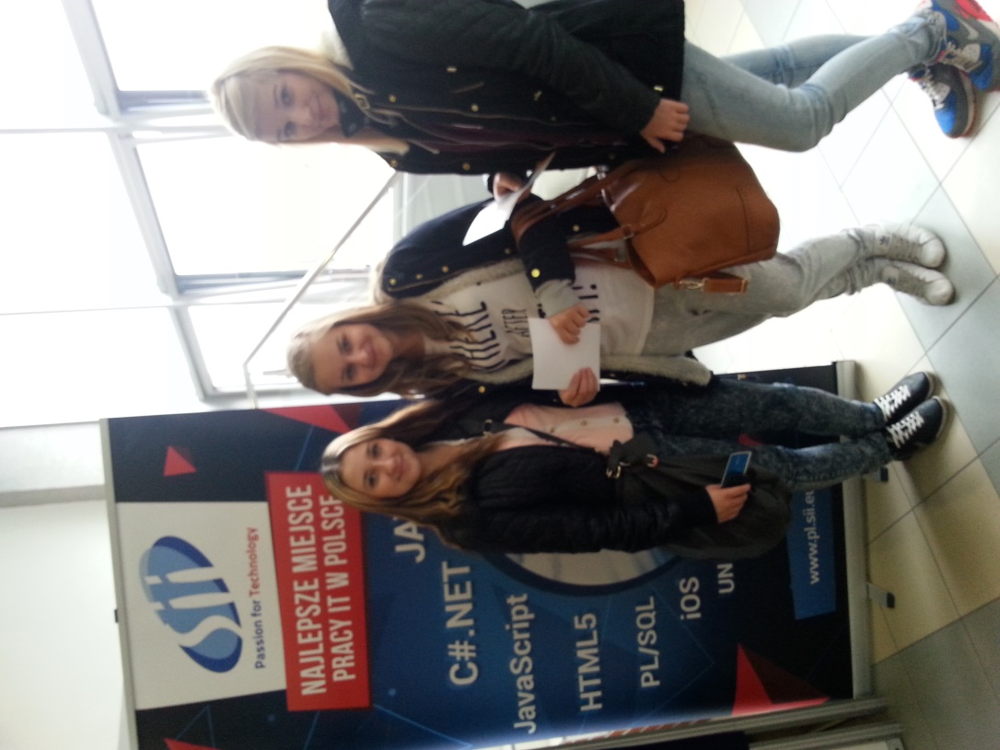 sii
Passion for Technology
NAJLEPSZE MIEJSCE
PRACY IT W POLSCE
C#.NET
JavaScript
HTML5
PL/SQL
iOS
www.pl.sii.eu
AFTER